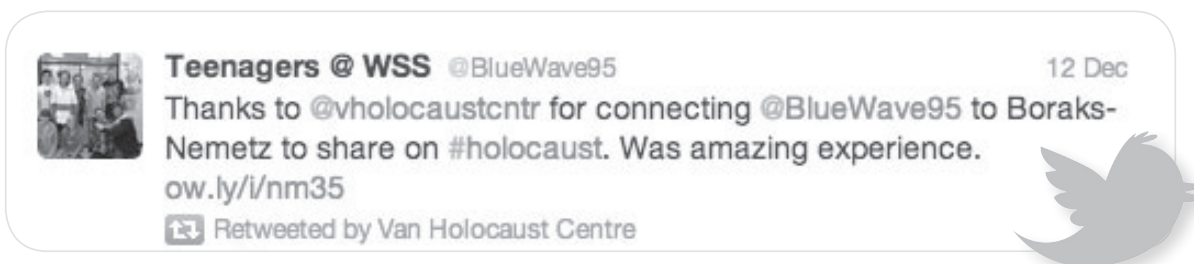 Teenagers @ WSS @BlueWave95 12 Dec
Thanks to @vholocaustcntr for connecting @BlueWave95 to Boraks-
Nemetz to share on #holocaust. Was amazing experience.
ow.ly/i/nm35
Retweeted by Van Holocaust Centre